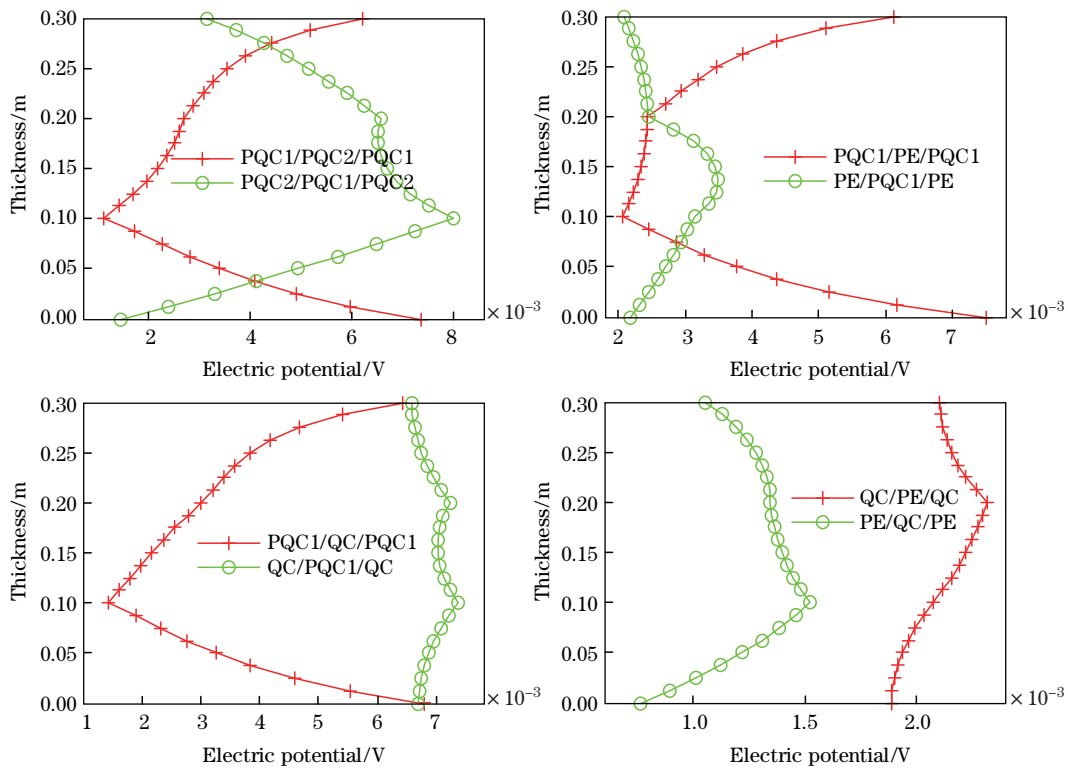 0.30
0.25
0.20
0.15
0.10
0.05
0.00
Thickness/m
PQC1/PQC2/PQC1
PQC2/PQC1/PQC2
2 4 6 8
×10⁻³
Electric potential/V
0.30
0.25
0.20
0.15
0.10
0.05
0.00
Thickness/m
PQC1/PE/PQC1
PE/PQC1/PE
2 3 4 5 6 7
×10⁻³
Electric potential/V
0.30
0.25
0.20
0.15
0.10
0.05
0.00
Thickness/m
PQC1/QC/PQC1
QC/PQC1/QC
1 2 3 4 5 6 7
×10⁻³
Electric potential/V
0.30
0.25
0.20
0.15
0.10
0.05
0.00
Thickness/m
QC/PE/QC
PE/QC/PE
1.0 1.5 2.0
×10⁻³
Electric potential/V